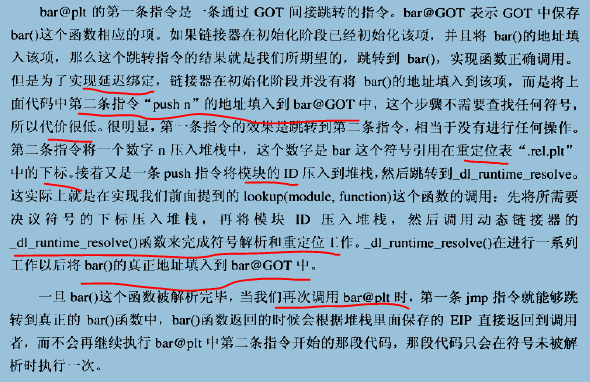 bar@plt 的第一条指令是一条通过 GOT 间接跳转的指令。bar@GOT 表示 GOT 中保存
bar()这个函数相应的项。如果链接器在初始化阶段已经初始化该项，并且将 bar()的地址填
入该项，那么这个跳转指令的结果就是我们所期望的，跳转到 bar()，实现函数正确调用。
但是为了实现延迟绑定，链接器在初始化阶段并没有将 bar()的地址填入到该项，而是将上
面代码中第二条指令“push n”的地址填入到 bar@GOT 中，这个步骤不需要查找任何符号，
所以代价很低。很明显，第一条指令的效果是跳转到第二条指令，相当于没有进行任何操作。
第二条指令将一个数字 n 压入堆栈中，这个数字是 bar 这个符号引用在重定位表“.rel.plt”
中的下标。接着又是一条 push 指令将模块的 ID 压入到堆栈，然后跳转到_dl_runtime_resolve。
这实际上就是在实现我们前面提到的 lookup(module, function)这个函数的调用：先将所需要
决议符号的下标压入堆栈，再将模块 ID 压入堆栈，然后调用动态链接器的
_dl_runtime_resolve()函数来完成符号解析和重定位工作。_dl_runtime_resolve()在进行一系列
工作以后将 bar()的真正地址填入到 bar@GOT 中。
一旦 bar()这个函数被解析完毕，当我们再次调用 bar@plt 时，第一条 jmp 指令就能够跳
转到真正的 bar()函数中，bar()函数返回的时候会根据堆栈里面保存的 EIP 直接返回到调用
者，而不会再继续执行 bar@plt 中第二条指令开始的那段代码，那段代码只会在符号未被解
析时执行一次。